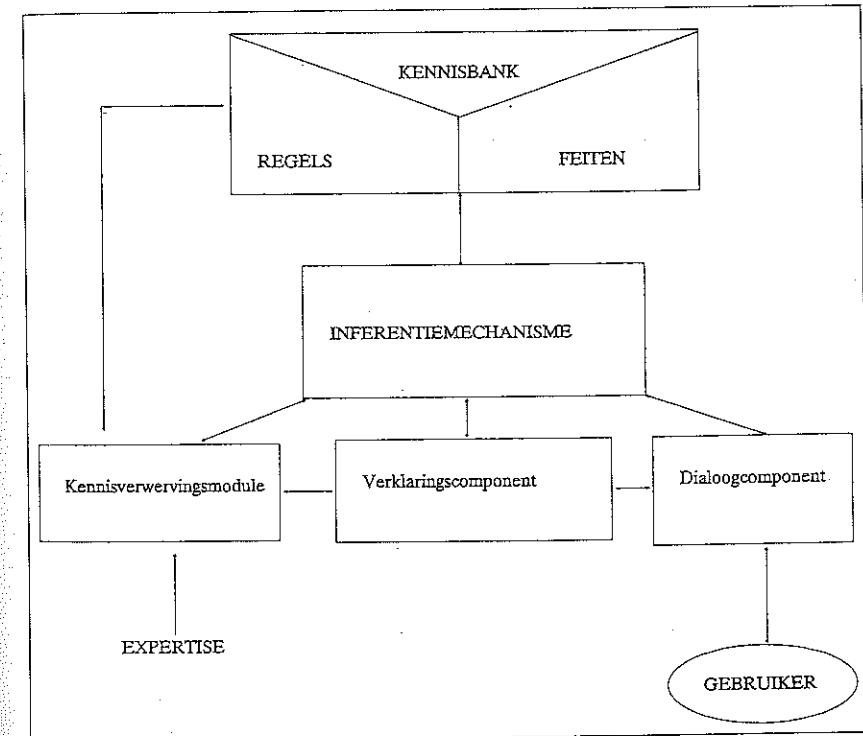 KENNISBANK
REGELS
FEITEN
INFERENTIEMECHANISME
Kennisverwervingsmodule
Verklaringscomponent
Dialoogcomponent
EXPERTISE
GEBRUIKER